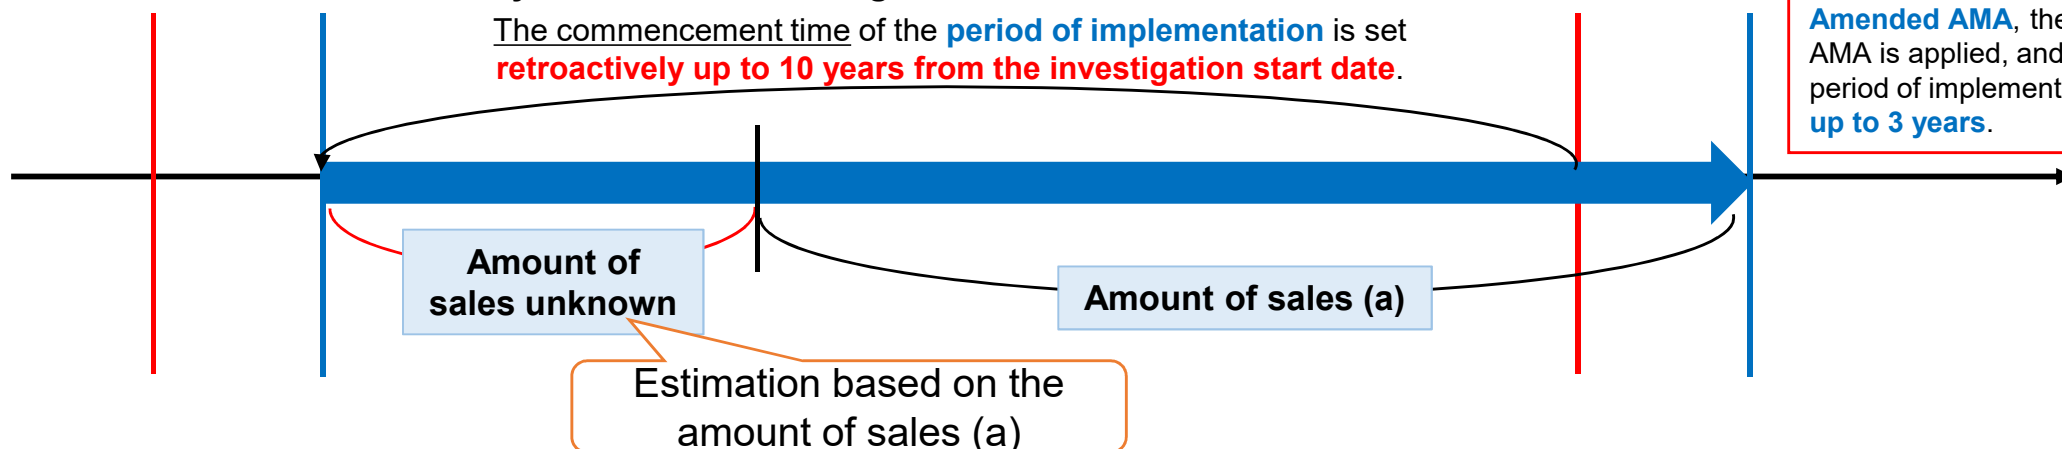 The commencement time of the period of implementation is set
retroactively up to 10 years from the investigation start date.
Amended AMA, the
AMA is applied, and
period of implement
up to 3 years.
Amount of
sales unknown
Amount of sales (a)
Estimation based on the
amount of sales (a)